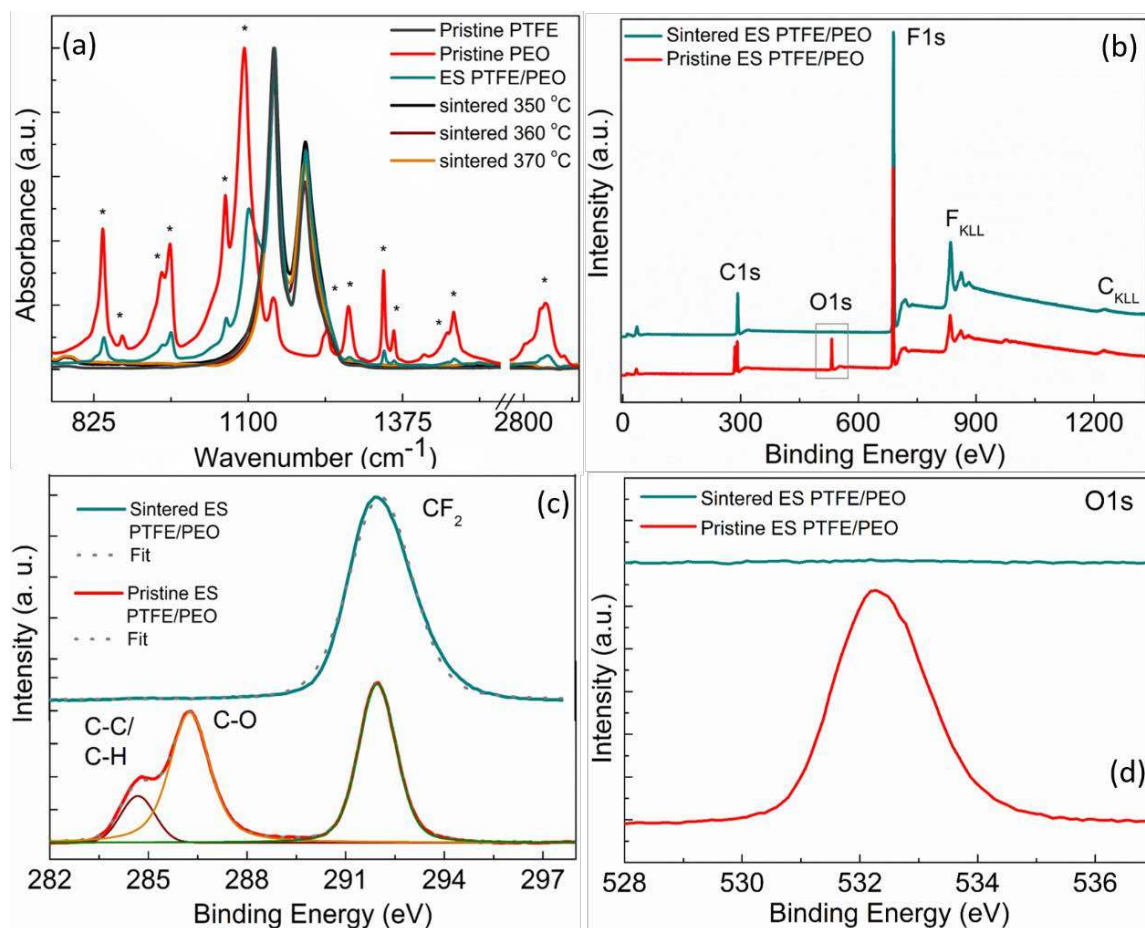 (a)
Pristine PTFE
Pristine PEO
ES PTFE/PEO
sintered 350 °C
sintered 360 °C
sintered 370 °C
* * * * * * * * * * * * * *
Absorbance (a.u.)
825 1100 1375 2800
Wavenumber (cm-1)
(b)
Sintered ES PTFE/PEO
Pristine ES PTFE/PEO
F1s
FKLL
C1s
O1s
CKLL
Intensity (a.u.)
0 300 600 900 1200
Binding Energy (eV)
(c)
Sintered ES
PTFE/PEO
Fit
Pristine ES
PTFE/PEO
Fit
CF2
C-C/
C-H
C-O
Intensity (a. u.)
282 285 288 291 294 297
Binding Energy (eV)
Sintered ES PTFE/PEO
Pristine ES PTFE/PEO
O1s
(d)
Intensity (a.u.)
528 530 532 534 536
Binding Energy (eV)